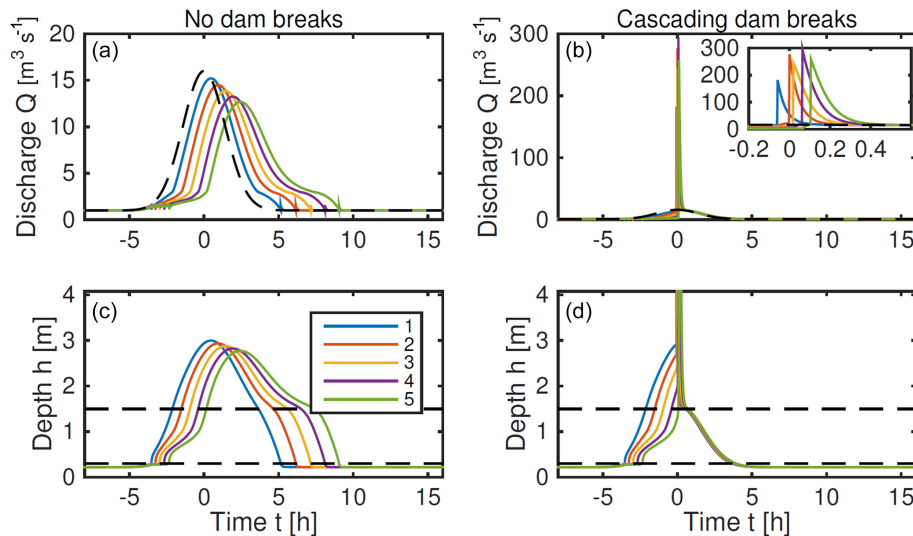 No dam breaks
Cascading dam breaks
(a)
Discharge Q [m³ s⁻¹]
20
15
10
5
0
-5 0 5 10 15
(b)
Discharge Q [m³ s⁻¹]
300
200
100
0
-5 0 5 10 15
300
200
100
0
-0.2 0 0.2 0.4
(c)
Depth h [m]
4
3
2
1
0
-5 0 5 10 15
Time t [h]
1
2
3
4
5
(d)
Depth h [m]
4
3
2
1
0
-5 0 5 10 15
Time t [h]